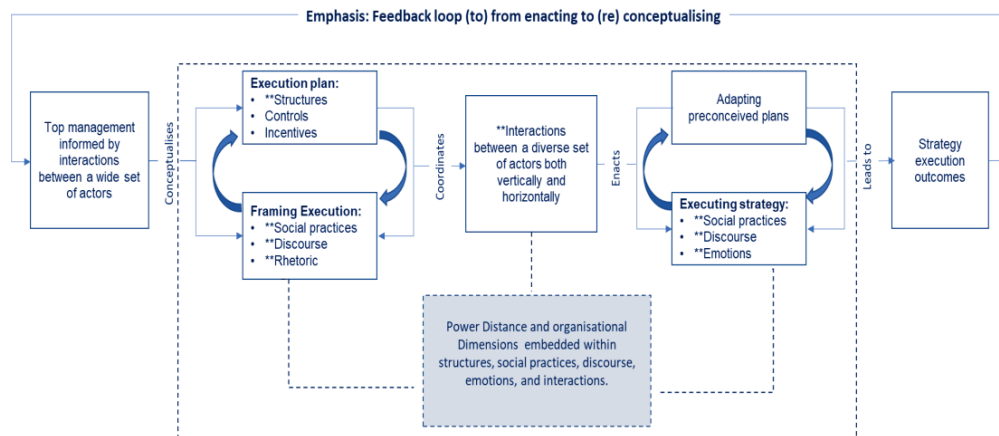 Emphasis: Feedback loop (to) from enacting to (re) conceptualising
Top management
informed by
interactions
between a wide set
of actors
Conceptualises
Execution plan:
• **Structures
• Controls
• Incentives
Framing Execution:
• **Social practices
• **Discourse
• **Rhetoric
Coordinates
**Interactions
between a diverse set
of actors both
vertically and
horizontally
Enacts
Adapting
preconceived plans
Executing strategy:
• **Social practices
• **Discourse
• **Emotions
Leads to
Strategy
execution
outcomes
Power Distance and organisational
Dimensions embedded within
structures, social practices, discourse,
emotions, and interactions.